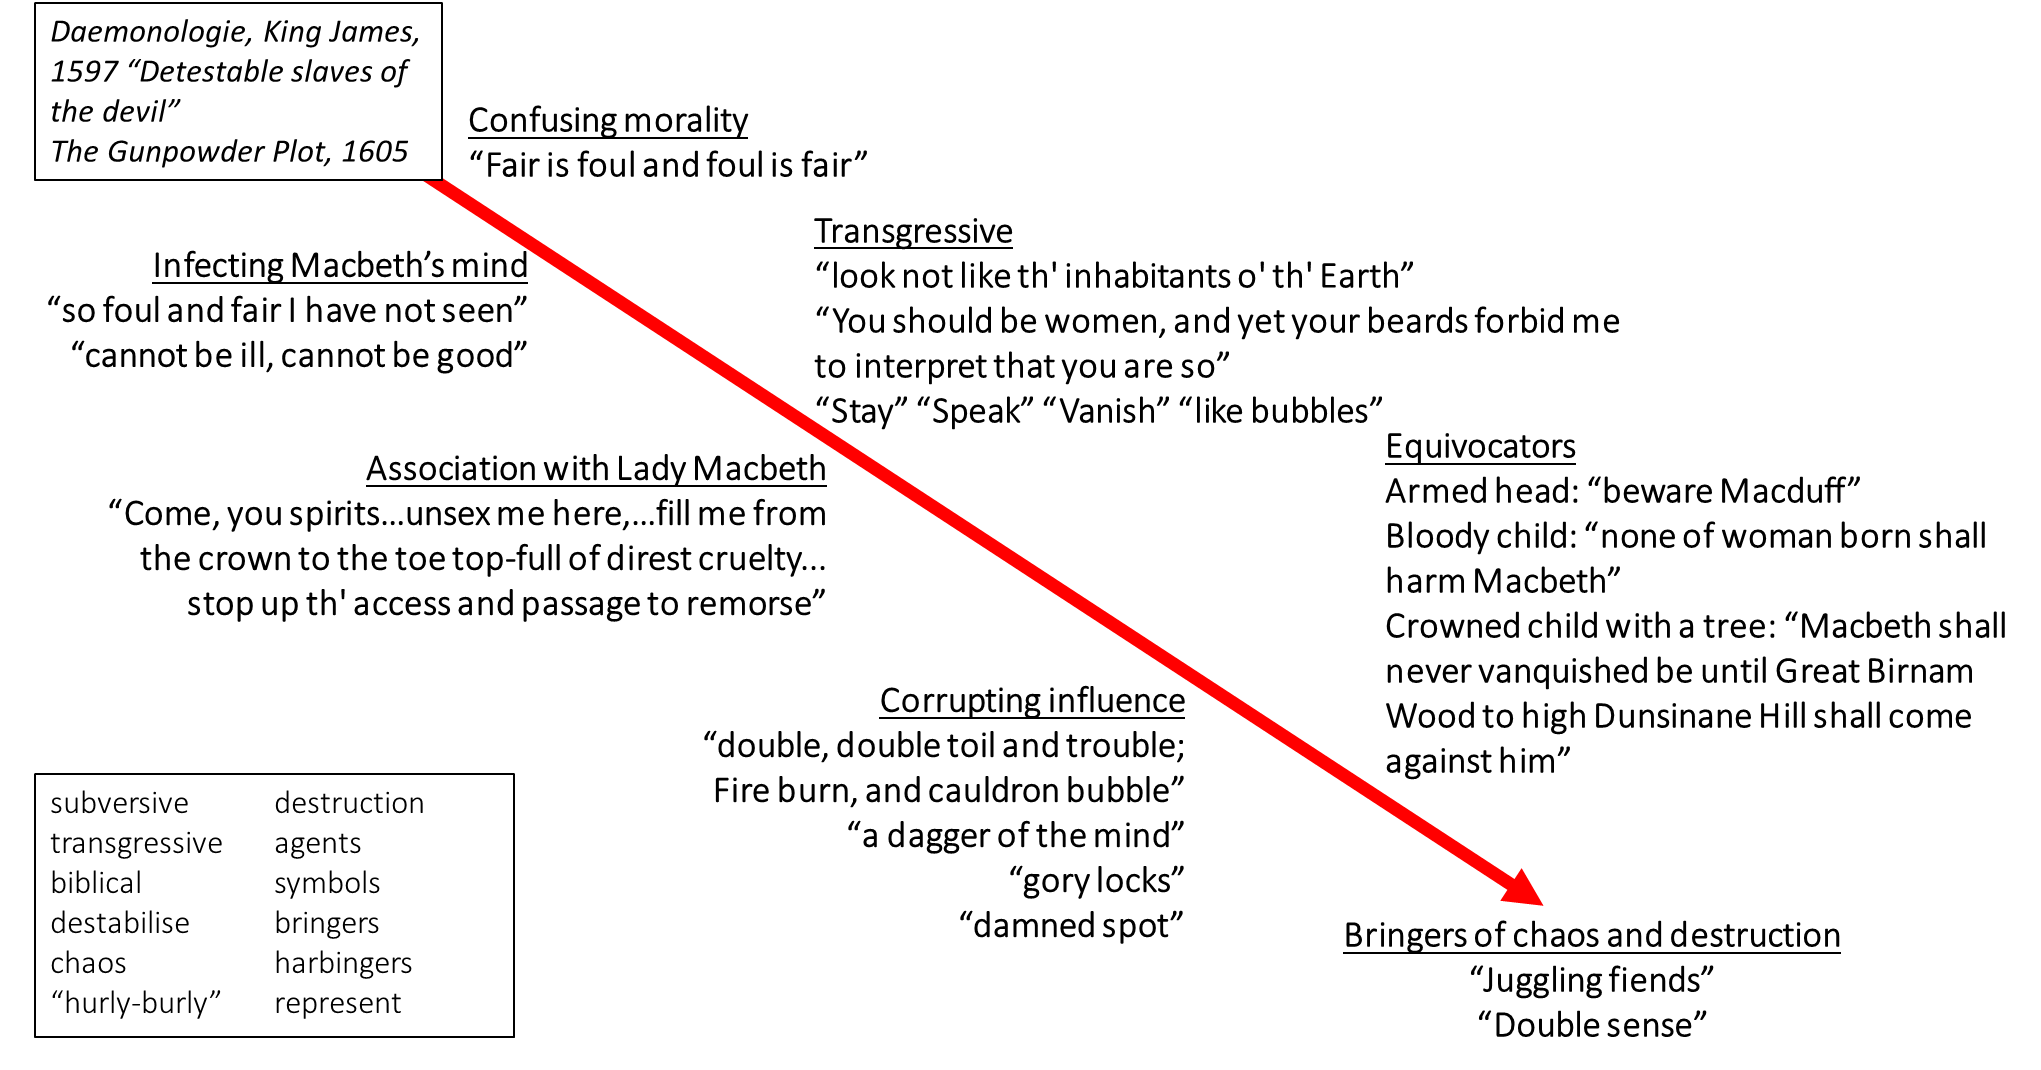 Daemonologie, King James,
1597 “Detestable slaves of
the devil”
The Gunpowder Plot, 1605
Confusing morality
“Fair is foul and foul is fair”
Transgressive
“look not like th' inhabitants o' th' Earth”
“You should be women, and yet your beards forbid me
to interpret that you are so”
“Stay” “Speak” “Vanish” “like bubbles”
Infecting Macbeth’s mind
“so foul and fair I have not seen”
“cannot be ill, cannot be good”
Association with Lady Macbeth
“Come, you spirits…unsex me here,…fill me from
the crown to the toe top-full of direst cruelty…
stop up th' access and passage to remorse”
Equivocators
Armed head: “beware Macduff”
Bloody child: “none of woman born shall
harm Macbeth”
Crowned child with a tree: “Macbeth shall
never vanquished be until Great Birnam
Wood to high Dunsinane Hill shall come
against him”
Corrupting influence
“double, double toil and trouble;
Fire burn, and cauldron bubble”
“a dagger of the mind”
“gory locks”
“damned spot”
Bringers of chaos and destruction
“Juggling fiends”
“Double sense”
subversive
transgressive
biblical
destabilise
chaos
“hurly-burly”
destruction
agents
symbols
bringers
harbingers
represent